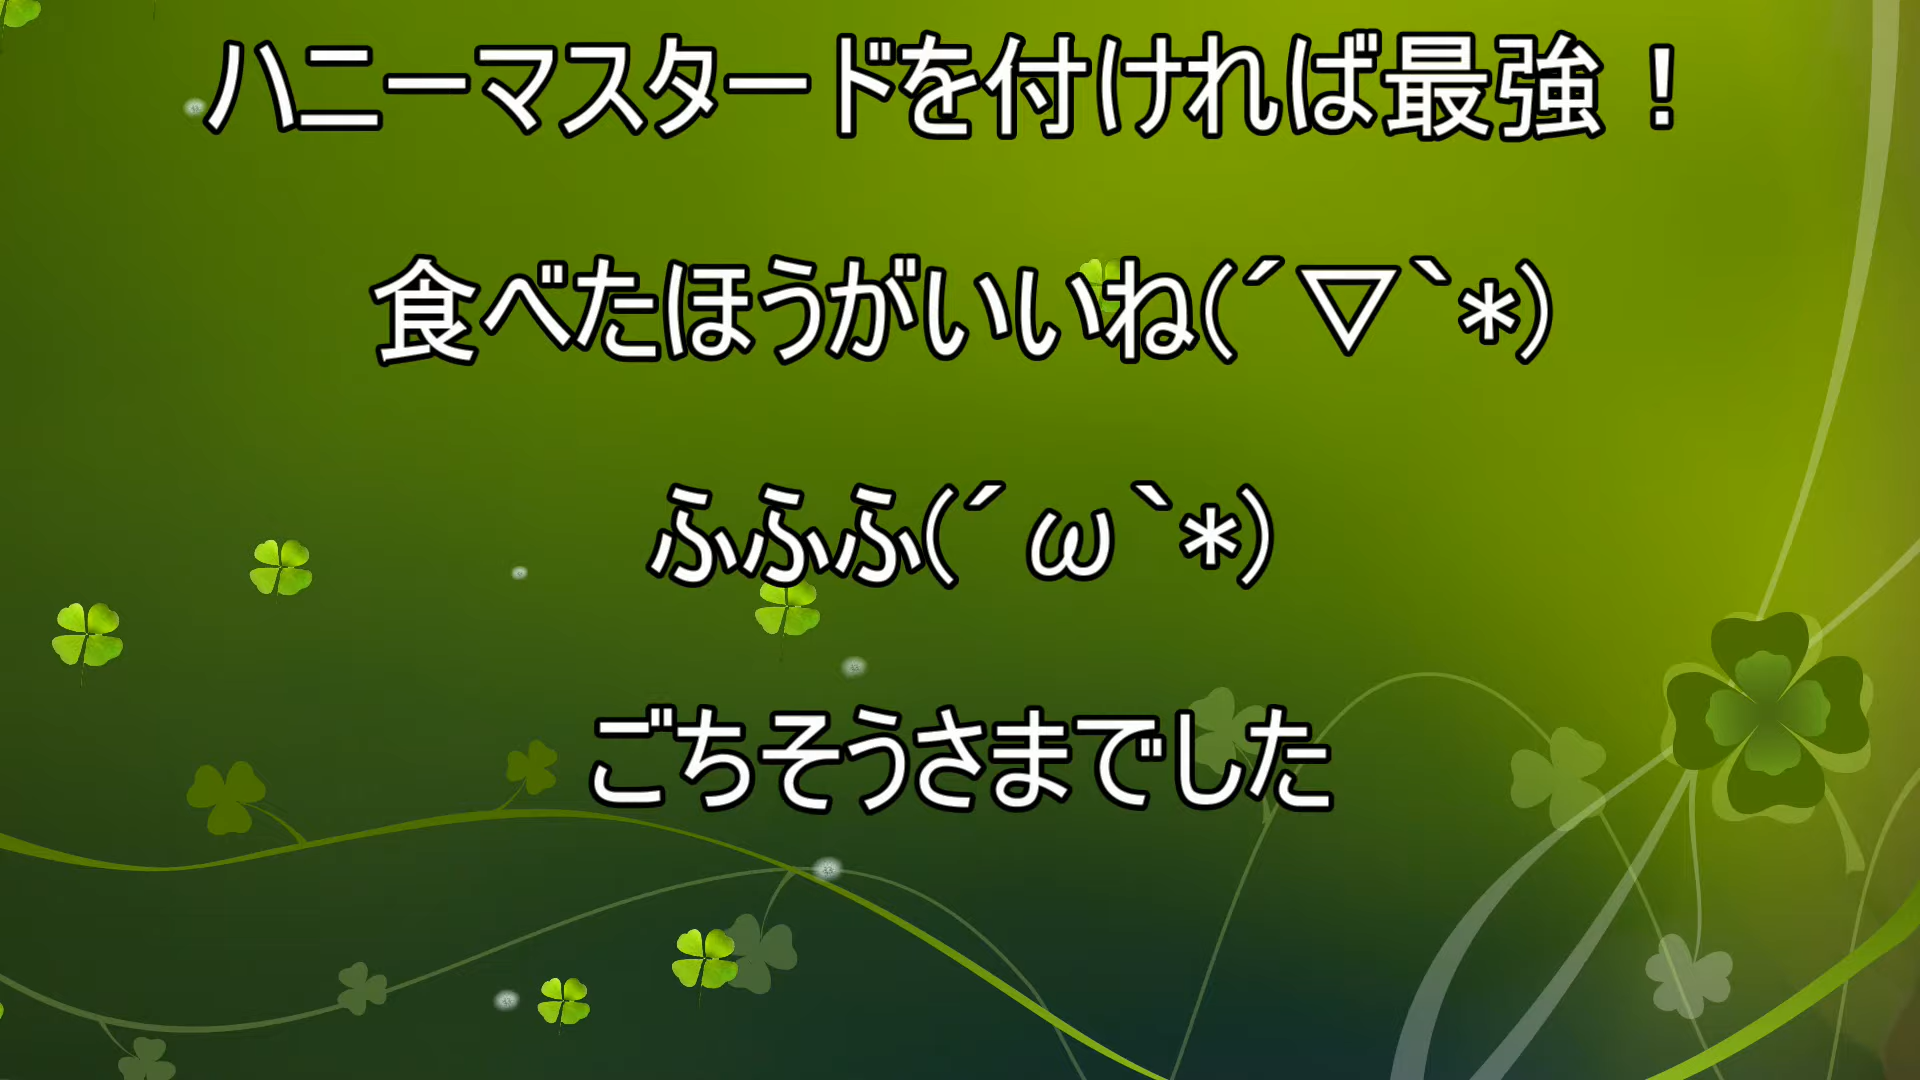 ハニーマスタードを付ければ最強！
食べたほうがいいね(´▽`*)
ふふふ(´ω`*)
ごちそうさまでした